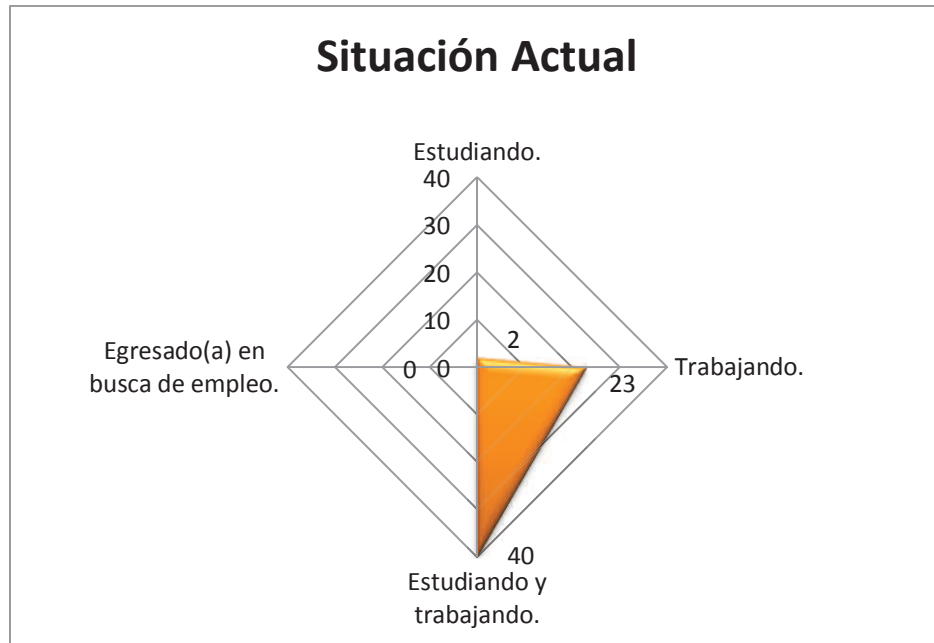 Situación Actual
Estudiando.
40
30
20
10
0
2
Trabajando.
23
Egresado(a) en
busca de empleo.
0
40
Estudiando y
trabajando.